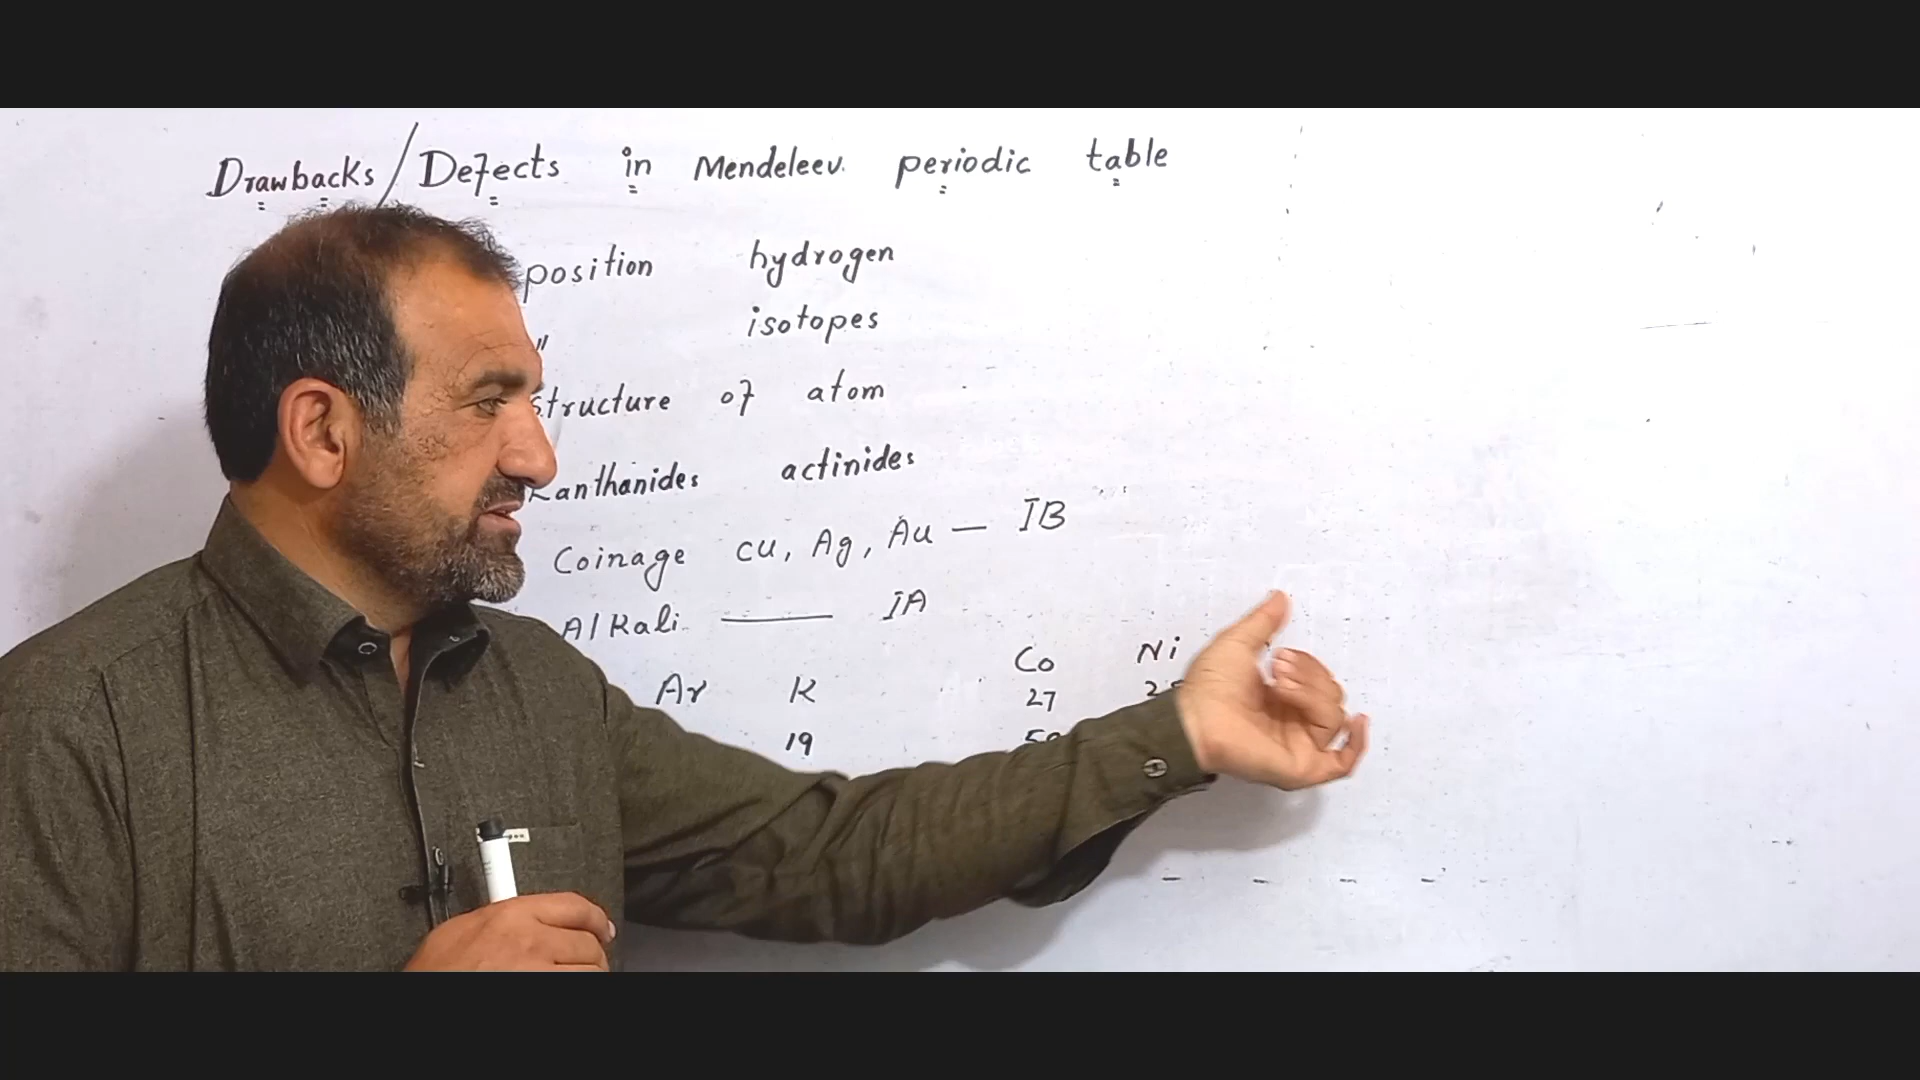 Drawbacks/Defects in Mendeleev. periodic table
position hydrogen
" isotopes
structure of atom
Lanthanides actinides
Coinage cu, Ag, Au — IB
Alkali — IA
Co Ni
Ar K 27
19